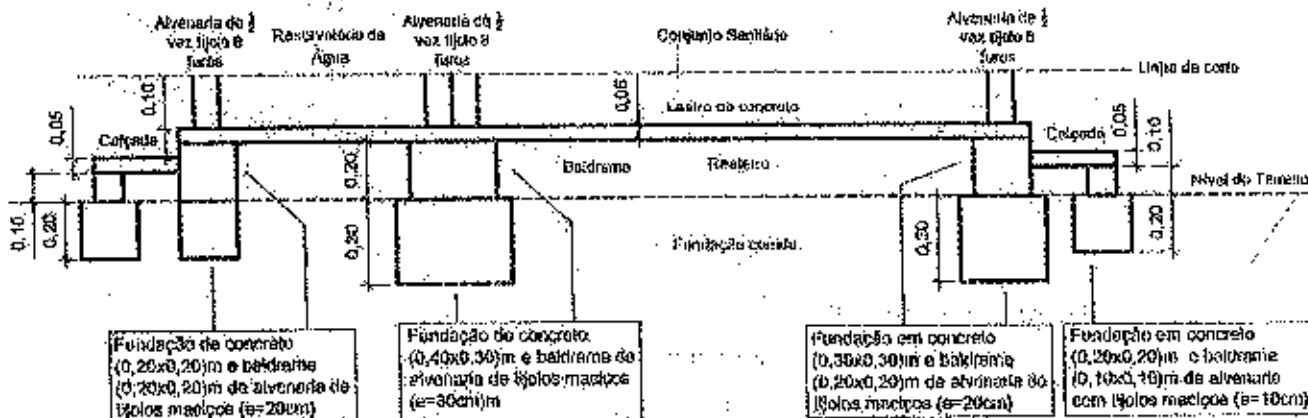 Alvenaria de ½
vez tijolo 8
furos
Reservatório de
Água
Alvenaria de ½
vez tijolo 8
furos
Conjunto Sanitário
Alvenaria de ½
vez tijolo 8
furos
Linha de corte
0,10
0,06
Lastro de concreto
0,05
Calçada
Calçada
0,05
0,10
0,20
Baldrame
Reaterro
Nível do Terreno
0,10
0,20
0,30
Fundação corrida
0,30
0,20
Fundação de concreto
(0,20x0,20)m e baldrame
(0,20x0,20)m de alvenaria de
tijolos maciços (e=20cm)
Fundação de concreto
(0,40x0,30)m e baldrame de
alvenaria de tijolos maciços
(e=30cm)m
Fundação em concreto
(0,30x0,30)m e baldrame
(0,20x0,20)m de alvenaria de
tijolos maciços (e=20cm)
Fundação em concreto
(0,20x0,20)m e baldrame
(0,10x0,10)m de alvenaria
com tijolos maciços (e=10cm)